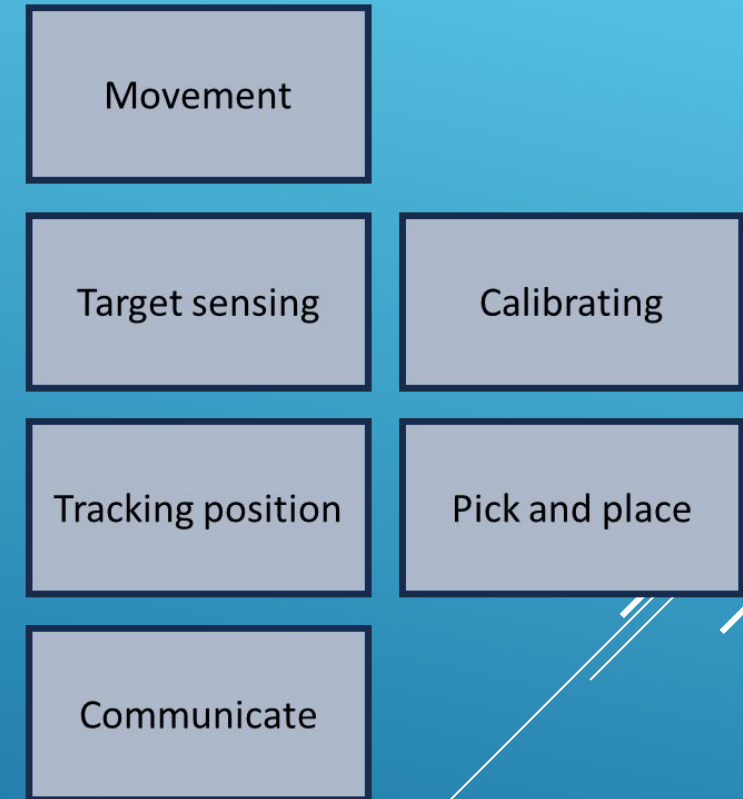 Movement
Target sensing
Calibrating
Tracking position
Pick and place
Communicate